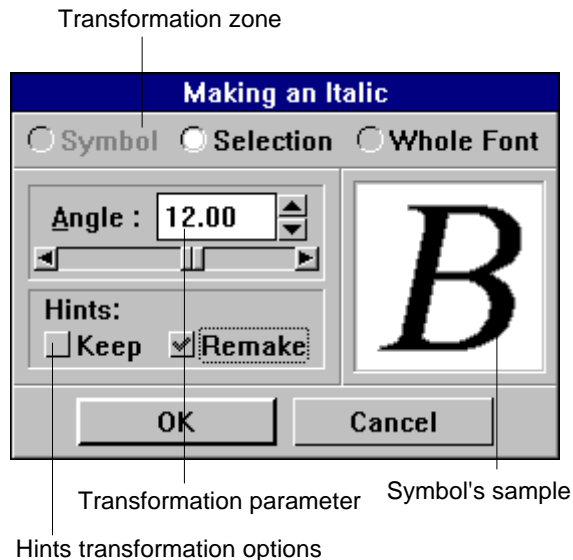 Transformation zone
Making an Italic
Symbol Selection Whole Font
Angle : 12.00
B
Hints:
Keep Remake
OK Cancel
Transformation parameter Symbol's sample
Hints transformation options